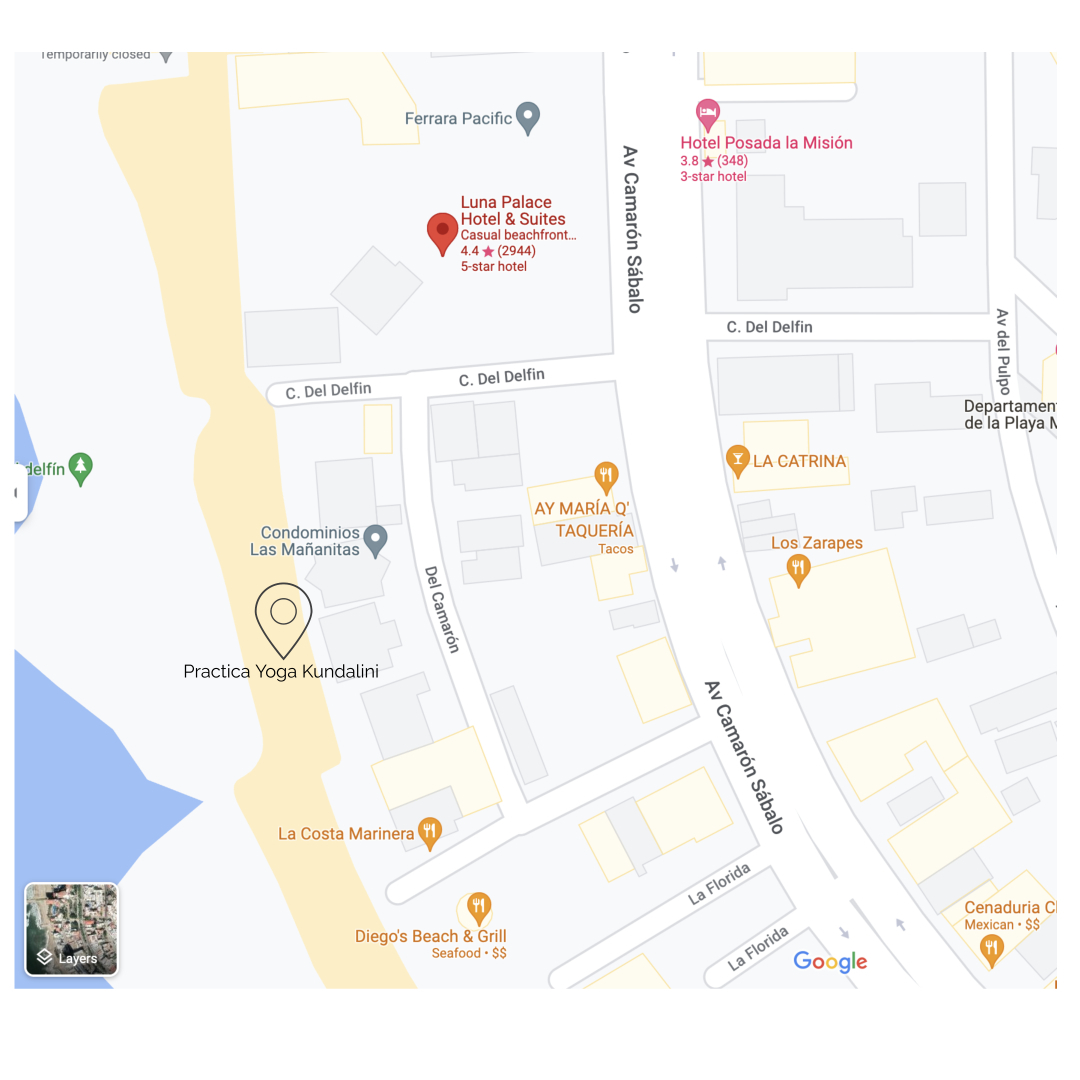 Temporarily closed
Ferrara Pacific
Hotel Posada la Misión
3.8 ★ (348)
3-star hotel
Luna Palace
Hotel & Suites
Casual beachfront...
4.4 ★ (2944)
5-star hotel
Av Camarón Sábalo
C. Del Delfin
Av del Pulpo
C. Del Delfin
C. Del Delfin
Departamen
de la Playa M
delfín
LA CATRINA
AY MARÍA Q'
TAQUERÍA
Tacos
Condominios
Las Mañanitas
Los Zarapes
Del Camarón
Practica Yoga Kundalini
Av Camarón Sábalo
La Costa Marinera
La Florida
Diego's Beach & Grill
Seafood • $$
Cenaduria C
Mexican • $$
La Florida
Layers
Google